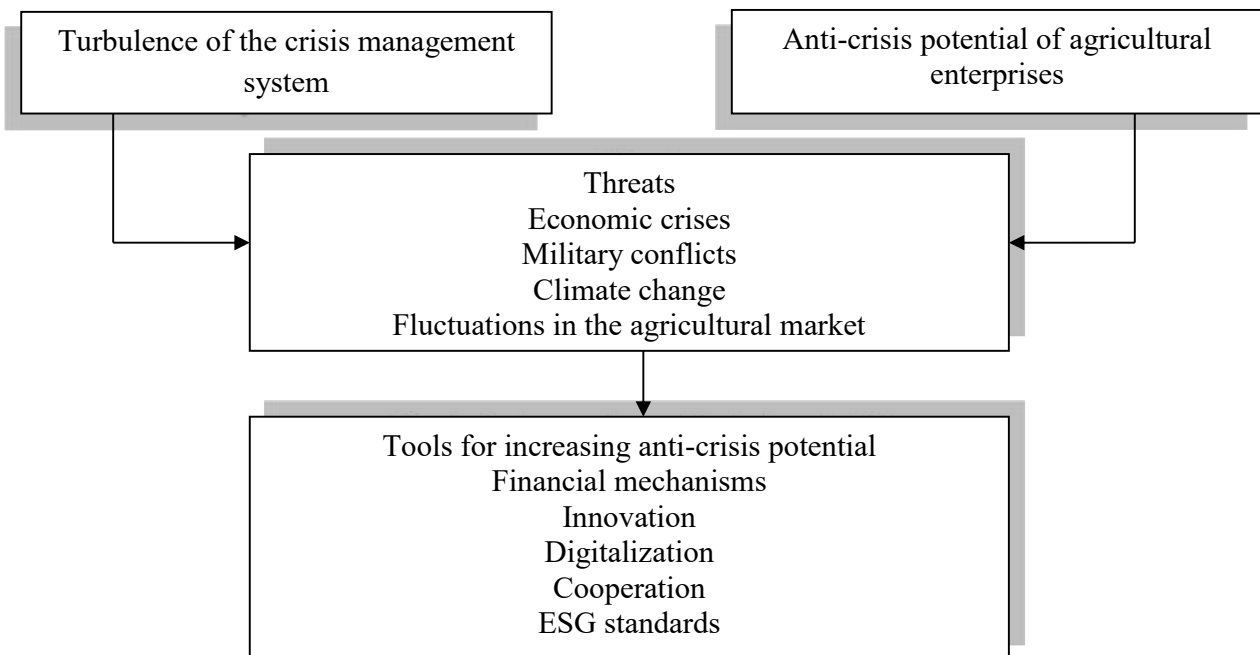 Turbulence of the crisis management
system
Anti-crisis potential of agricultural
enterprises
Threats
Economic crises
Military conflicts
Climate change
Fluctuations in the agricultural market
Tools for increasing anti-crisis potential
Financial mechanisms
Innovation
Digitalization
Cooperation
ESG standards